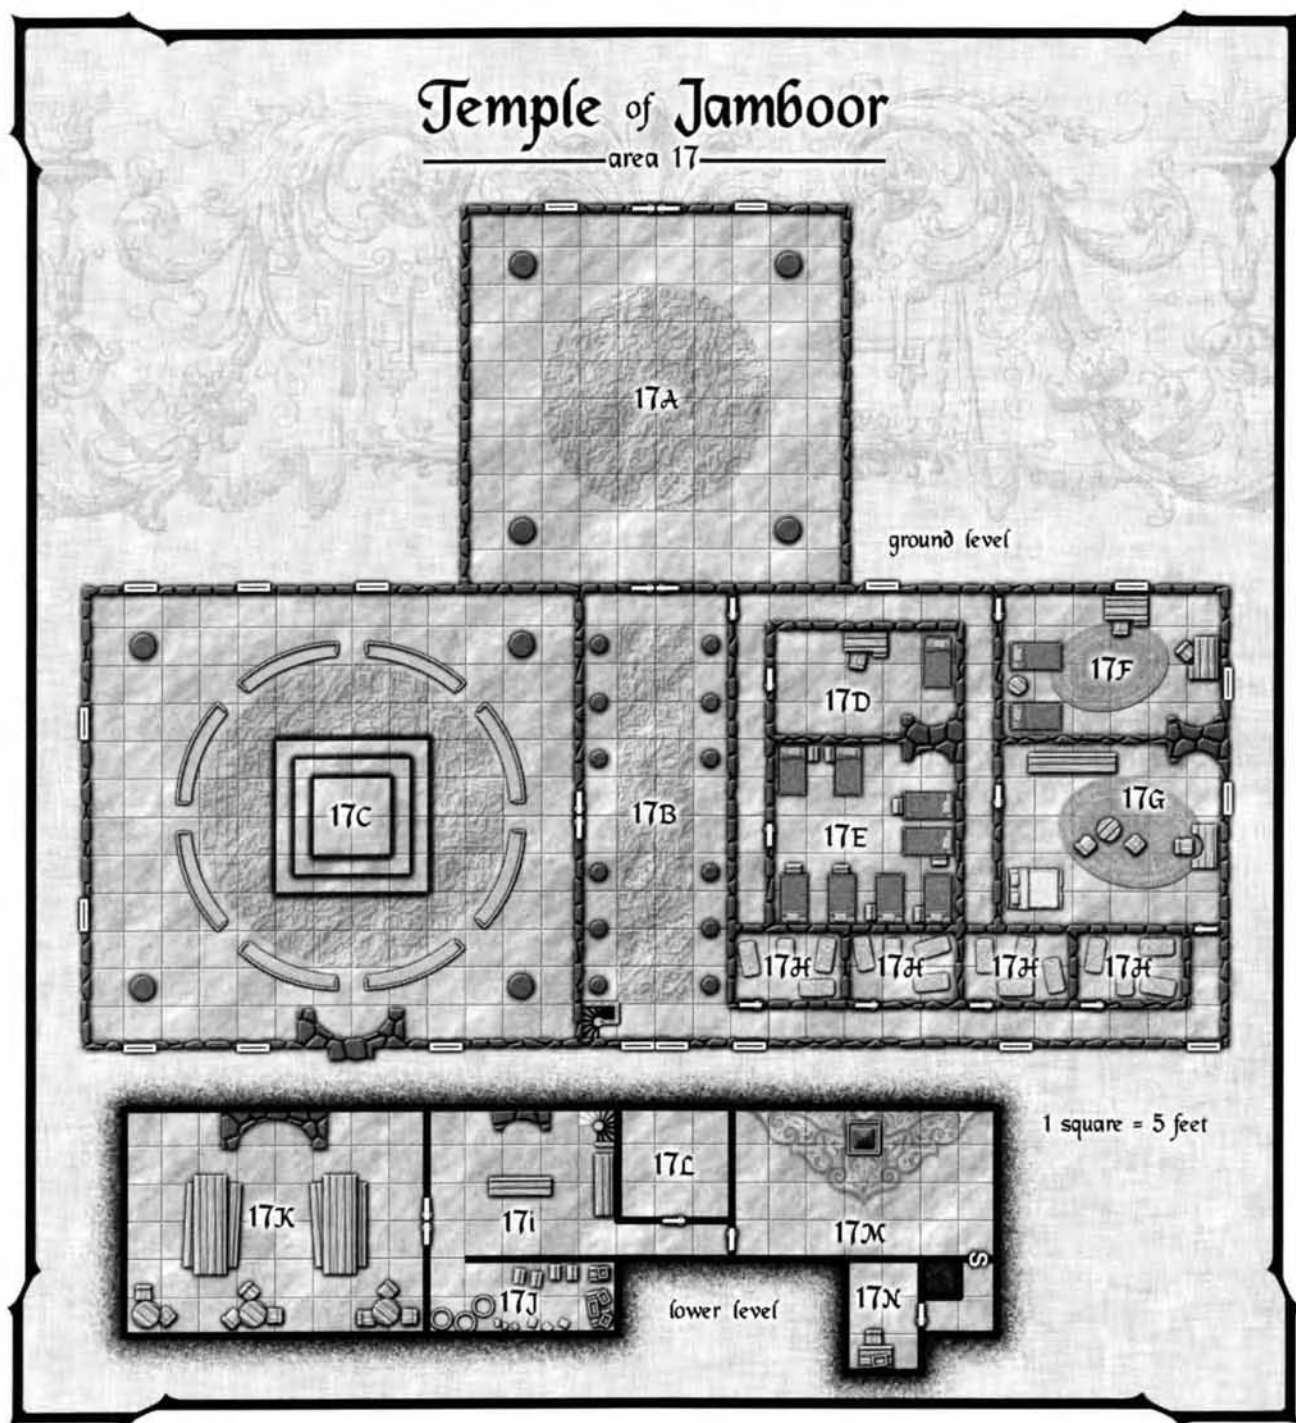 Temple of Jamboor
area 17
17A
ground level
17F
17D
17G
17C
17B
17E
17H
17H
17H
17H
1 square = 5 feet
17L
17K
17i
17M
S
17J
lower level
17N